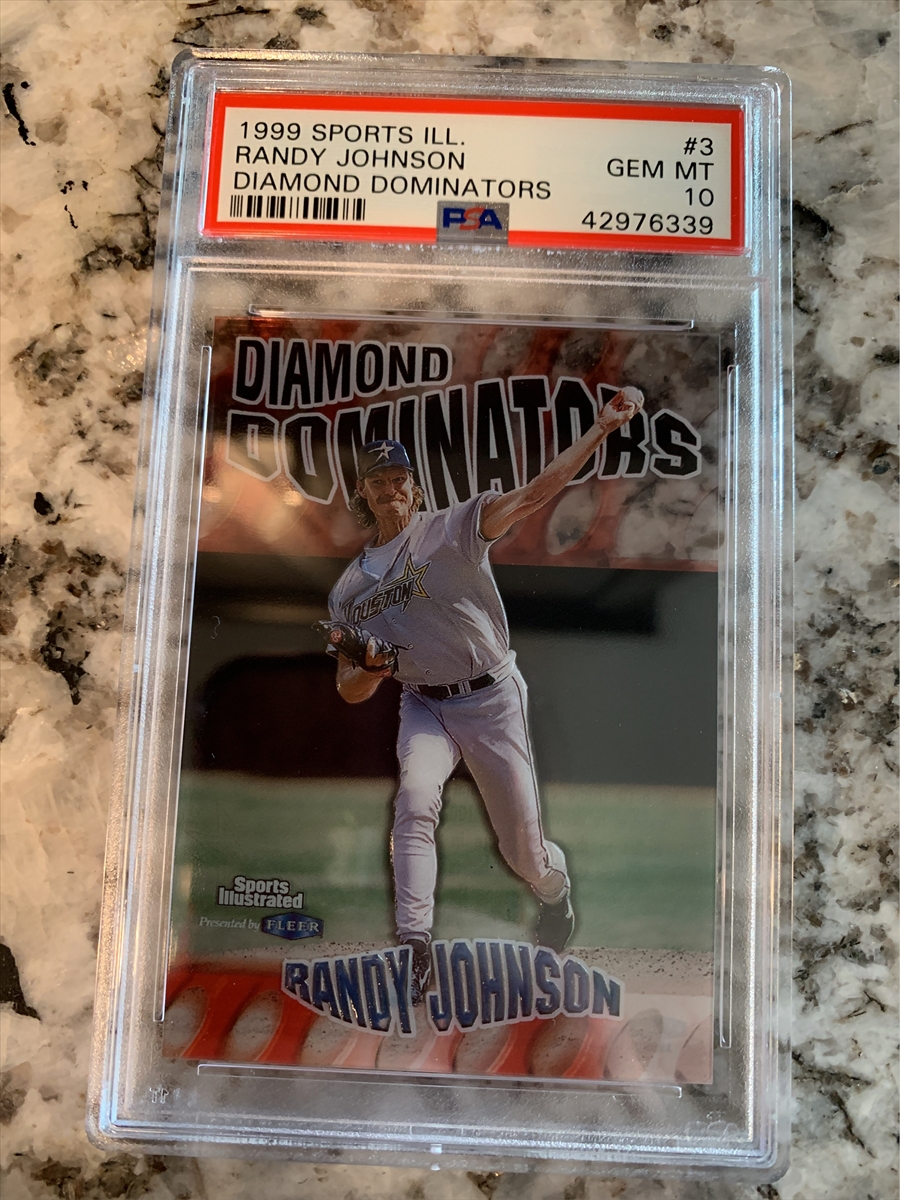 1999 SPORTS ILL.
#3
RANDY JOHNSON
GEM MT
DIAMOND DOMINATORS
10
PSA
42976339
DIAMOND
DOMINATORS
HOUSTON
Sports
Illustrated
Presented by FLEER
RANDY JOHNSON